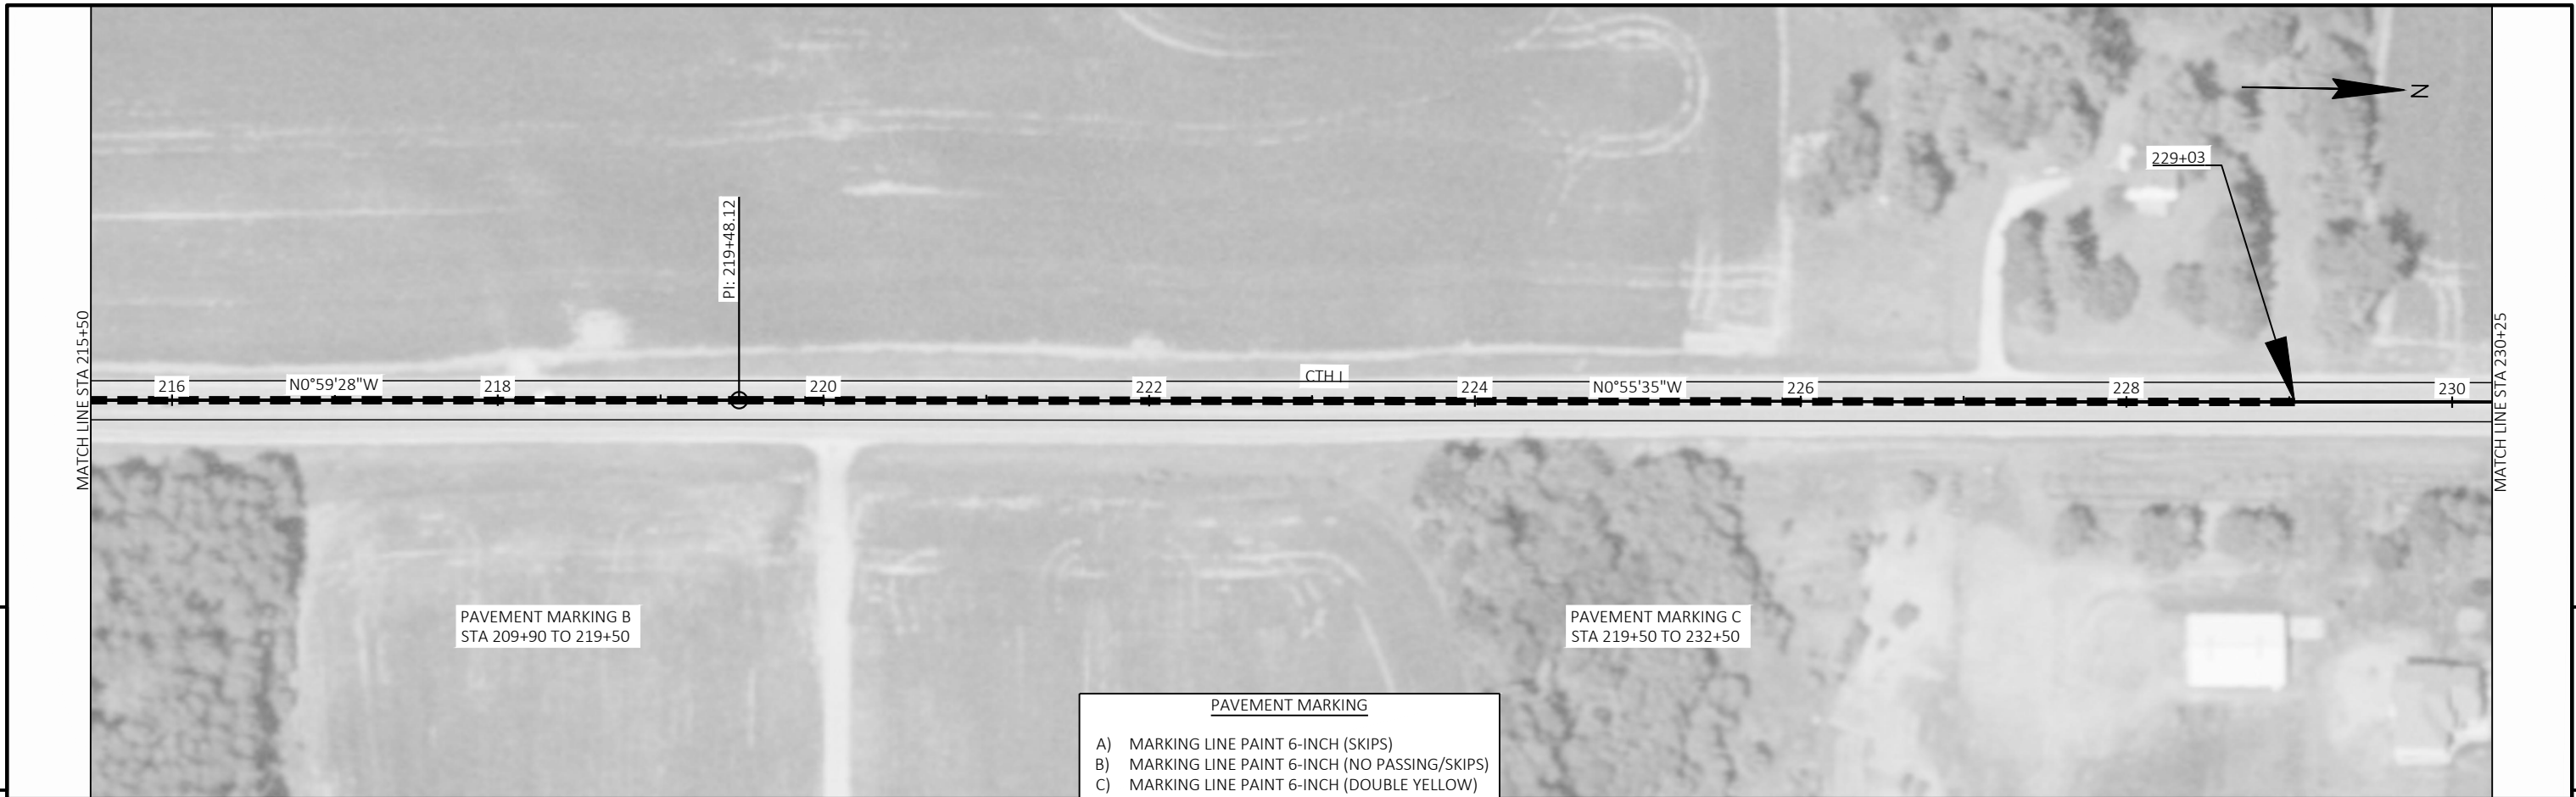 N
229+03
PI: 219+48.12
MATCH LINE STA 215+50
MATCH LINE STA 230+25
216
N0°59'28"W
218
220
222
CTH I
224
N0°55'35"W
226
228
230
PAVEMENT MARKING B
STA 209+90 TO 219+50
PAVEMENT MARKING C
STA 219+50 TO 232+50
PAVEMENT MARKING
A) MARKING LINE PAINT 6-INCH (SKIPS)
B) MARKING LINE PAINT 6-INCH (NO PASSING/SKIPS)
C) MARKING LINE PAINT 6-INCH (DOUBLE YELLOW)